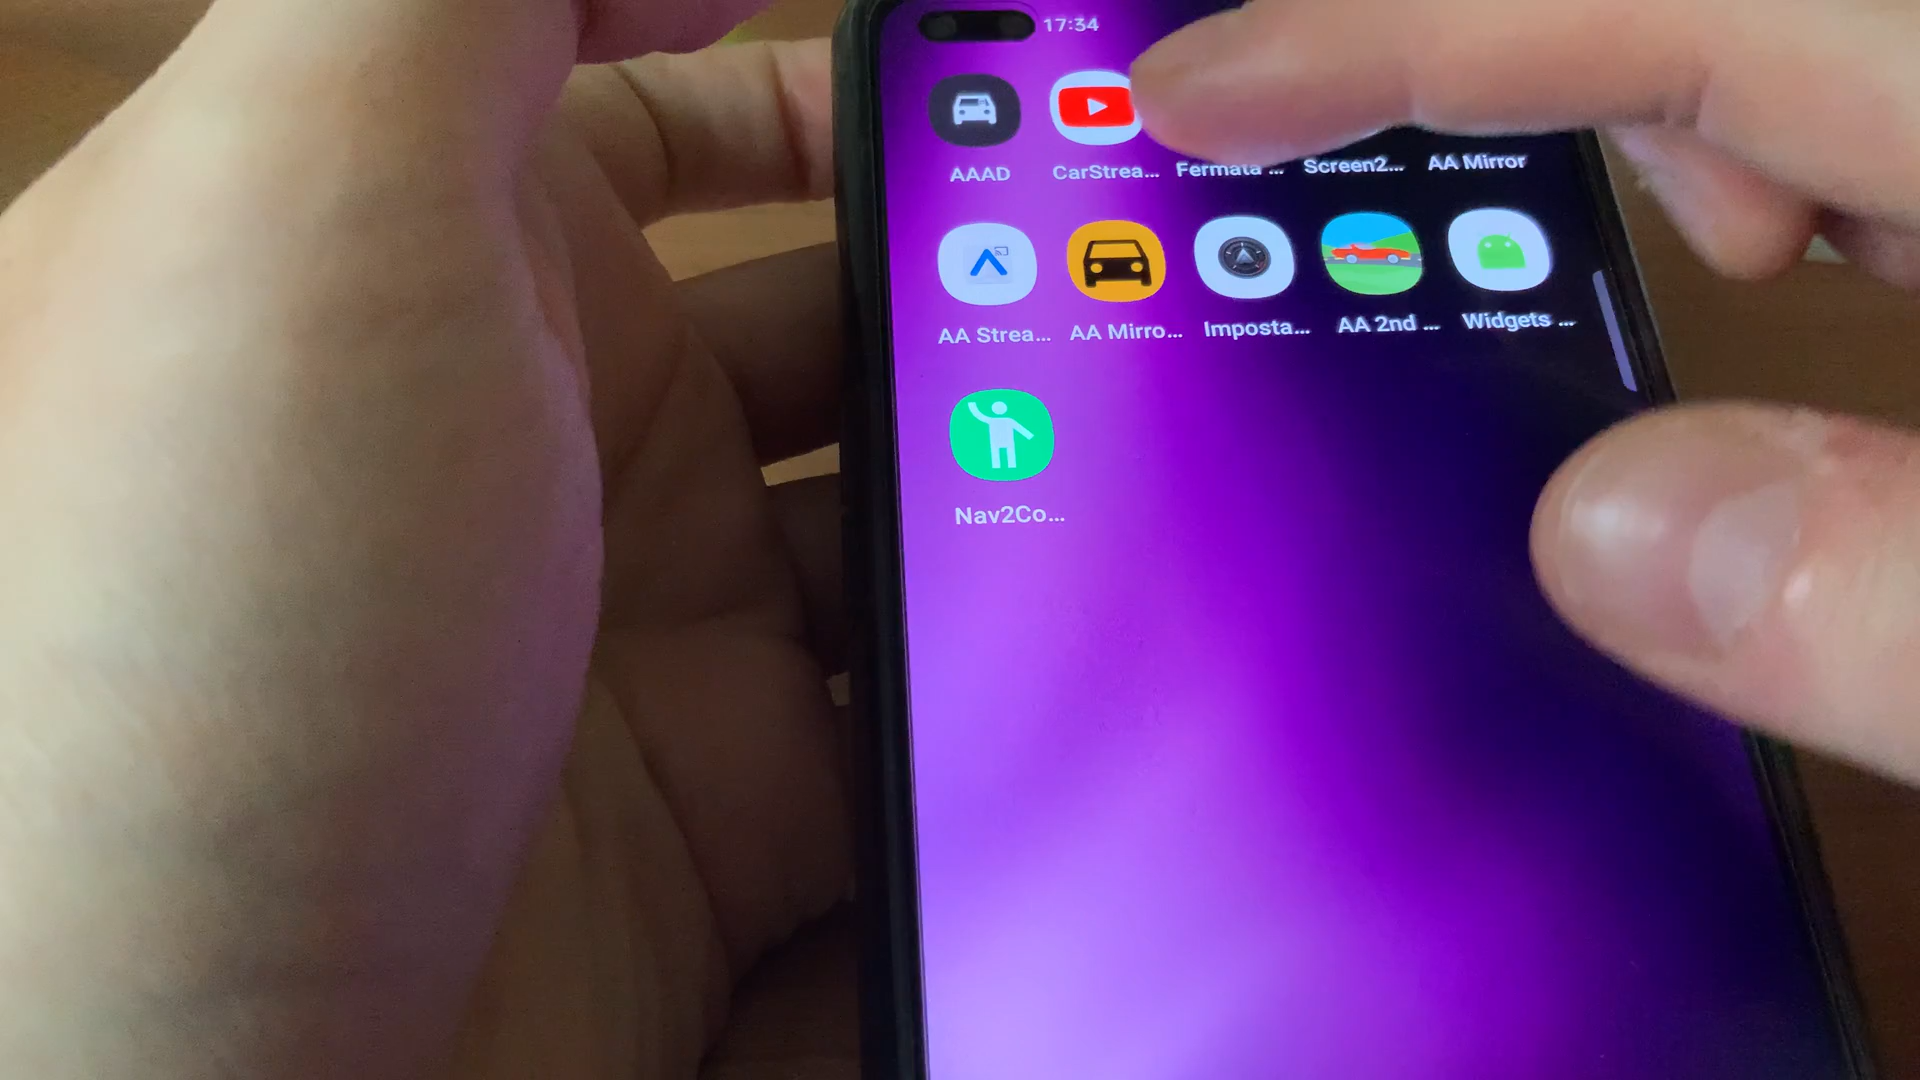 17:34
AAAD CarStrea... Fermata ... Screen2... AA Mirror
AA Strea... AA Mirro... Imposta... AA 2nd ... Widgets ...
Nav2Co...